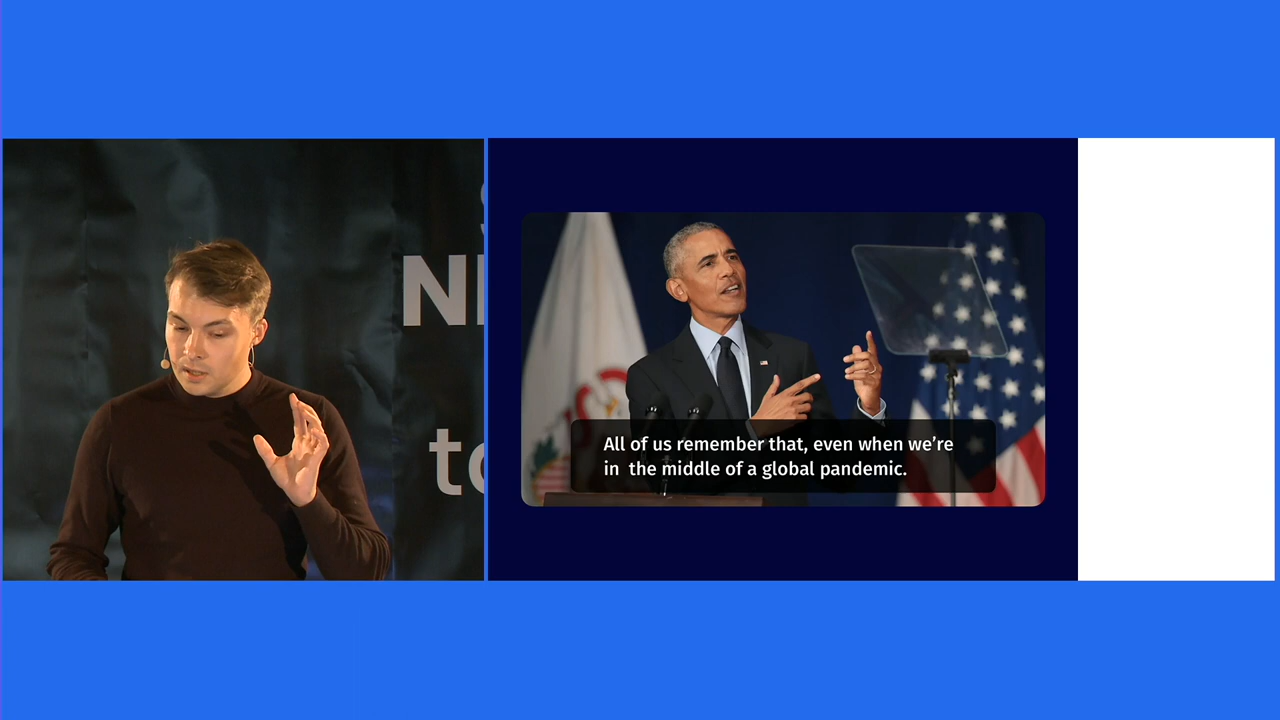 All of us remember that, even when we're
in the middle of a global pandemic.